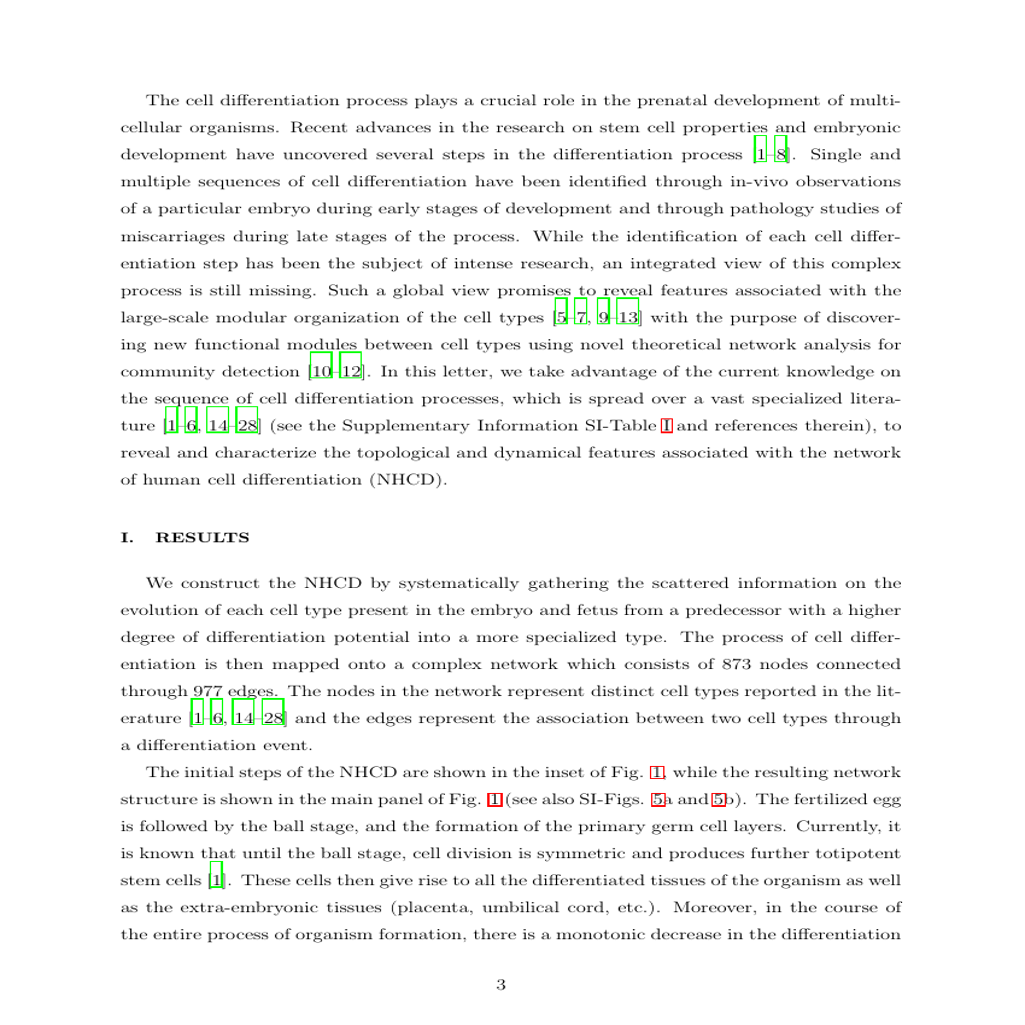 The cell differentiation process plays a crucial role in the prenatal development of multi-
cellular organisms. Recent advances in the research on stem cell properties and embryonic
development have uncovered several steps in the differentiation process [1–8]. Single and
multiple sequences of cell differentiation have been identified through in-vivo observations
of a particular embryo during early stages of development and through pathology studies of
miscarriages during late stages of the process. While the identification of each cell differ-
entiation step has been the subject of intense research, an integrated view of this complex
process is still missing. Such a global view promises to reveal features associated with the
large-scale modular organization of the cell types [5–7, 9–13] with the purpose of discover-
ing new functional modules between cell types using novel theoretical network analysis for
community detection [10–12]. In this letter, we take advantage of the current knowledge on
the sequence of cell differentiation processes, which is spread over a vast specialized litera-
ture [1–6, 14–28] (see the Supplementary Information SI-Table I and references therein), to
reveal and characterize the topological and dynamical features associated with the network
of human cell differentiation (NHCD).
I. RESULTS
We construct the NHCD by systematically gathering the scattered information on the
evolution of each cell type present in the embryo and fetus from a predecessor with a higher
degree of differentiation potential into a more specialized type. The process of cell differ-
entiation is then mapped onto a complex network which consists of 873 nodes connected
through 977 edges. The nodes in the network represent distinct cell types reported in the lit-
erature [1–6, 14–28] and the edges represent the association between two cell types through
a differentiation event.
The initial steps of the NHCD are shown in the inset of Fig. 1, while the resulting network
structure is shown in the main panel of Fig. 1 (see also SI-Figs. 5a and 5b). The fertilized egg
is followed by the ball stage, and the formation of the primary germ cell layers. Currently, it
is known that until the ball stage, cell division is symmetric and produces further totipotent
stem cells [1]. These cells then give rise to all the differentiated tissues of the organism as well
as the extra-embryonic tissues (placenta, umbilical cord, etc.). Moreover, in the course of
the entire process of organism formation, there is a monotonic decrease in the differentiation
3